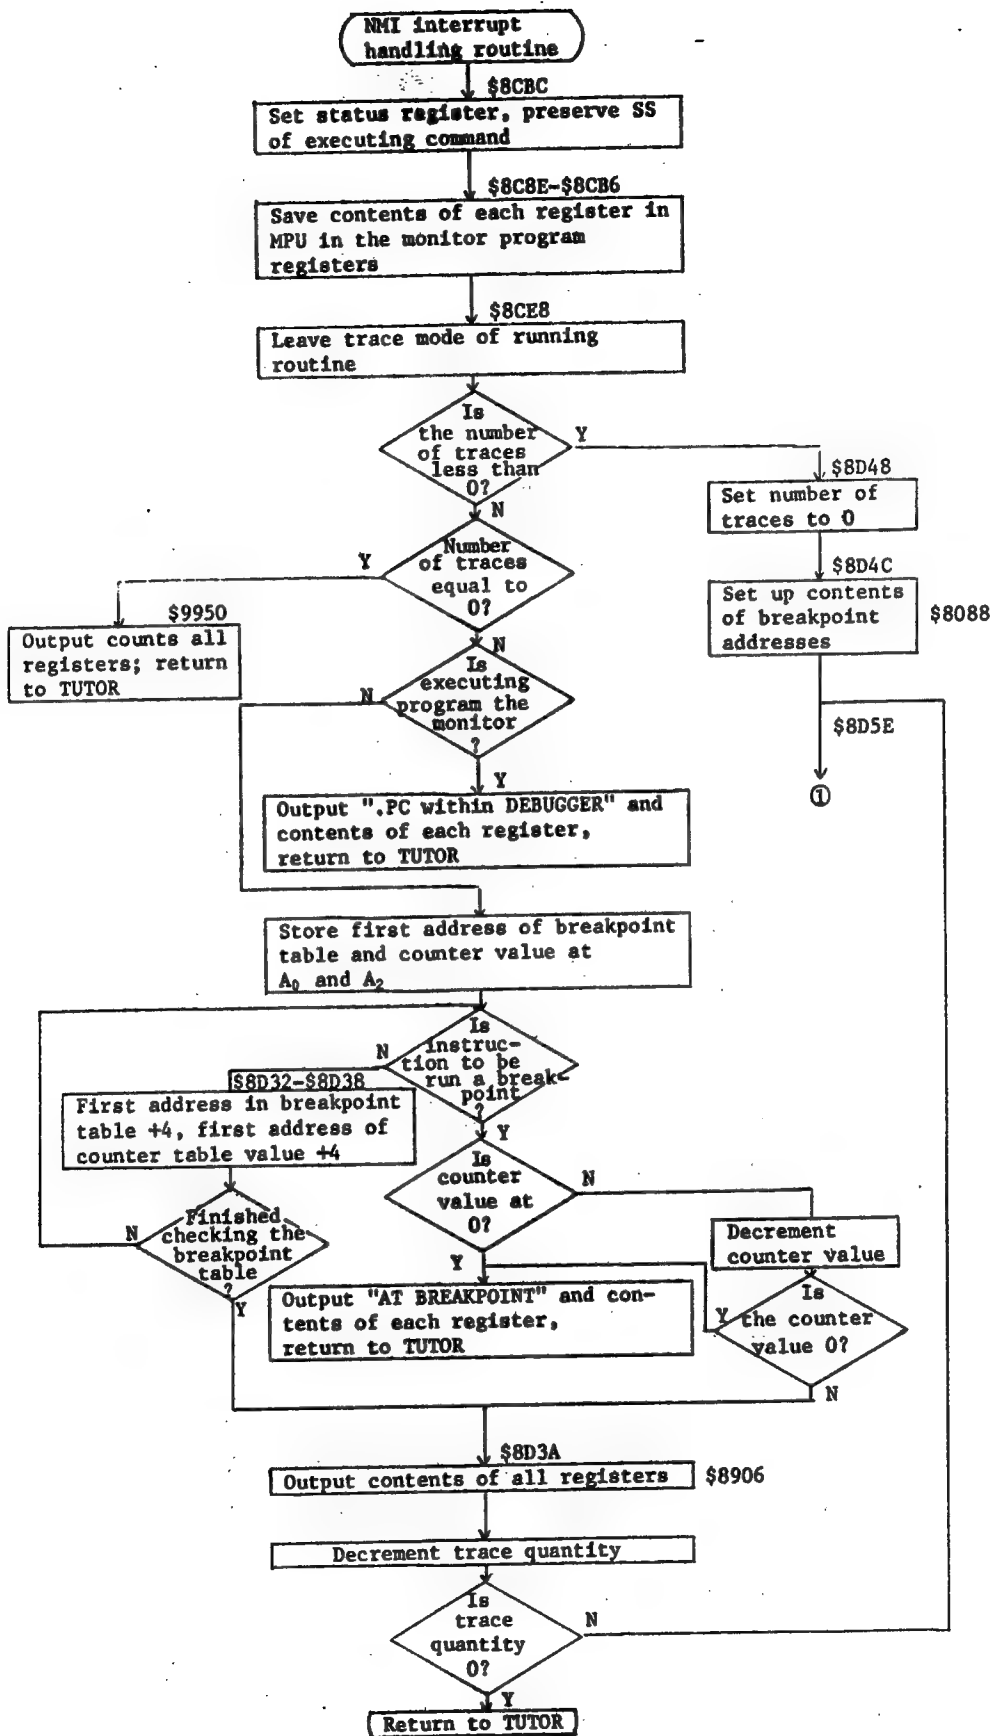 NMI interrupt
handling routine
$8CBC
Set status register, preserve SS
of executing command
$8C8E-$8CB6
Save contents of each register in
MPU in the monitor program
registers
$8CE8
Leave trace mode of running
routine
Is
the number
of traces
less than
0?
Y
N
$8D48
Set number of
traces to 0
$8D4C
Set up contents
of breakpoint
addresses
$8088
$8D5E
①
Number
of traces
equal to
0?
Y
N
$9950
Output counts all
registers; return
to TUTOR
Is
executing
program the
monitor
?
N
Y
Output ".PC within DEBUGGER" and
contents of each register,
return to TUTOR
Store first address of breakpoint
table and counter value at
A₀ and A₂
Is
instruc-
tion to be
run a break-
point
?
N
Y
$8D32-$8D38
First address in breakpoint
table +4, first address of
counter table value +4
Finished
checking the
breakpoint
table
?
N
Y
Is
counter
value at
0?
N
Y
Decrement
counter value
Is
the counter
value 0?
Y
N
Output "AT BREAKPOINT" and con-
tents of each register,
return to TUTOR
$8D3A
Output contents of all registers
$8906
Decrement trace quantity
Is
trace
quantity
0?
N
Y
Return to TUTOR